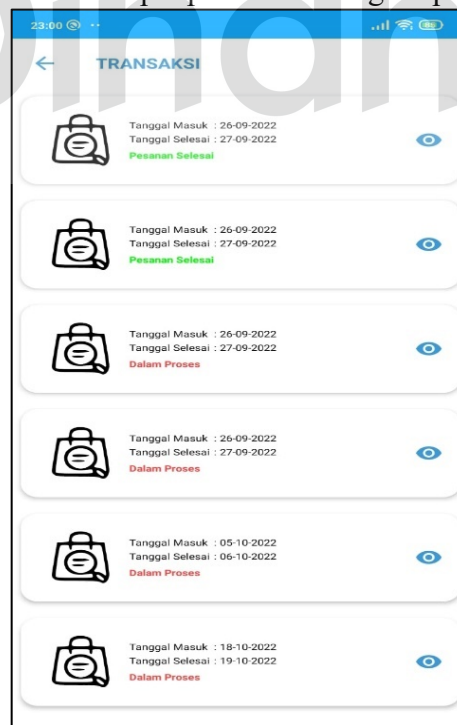 23:00
TRANSAKSI
Tanggal Masuk : 26-09-2022
Tanggal Selesai : 27-09-2022
Pesanan Selesai
Tanggal Masuk : 26-09-2022
Tanggal Selesai : 27-09-2022
Pesanan Selesai
Tanggal Masuk : 26-09-2022
Tanggal Selesai : 27-09-2022
Dalam Proses
Tanggal Masuk : 26-09-2022
Tanggal Selesai : 27-09-2022
Dalam Proses
Tanggal Masuk : 05-10-2022
Tanggal Selesai : 06-10-2022
Dalam Proses
Tanggal Masuk : 18-10-2022
Tanggal Selesai : 19-10-2022
Dalam Proses